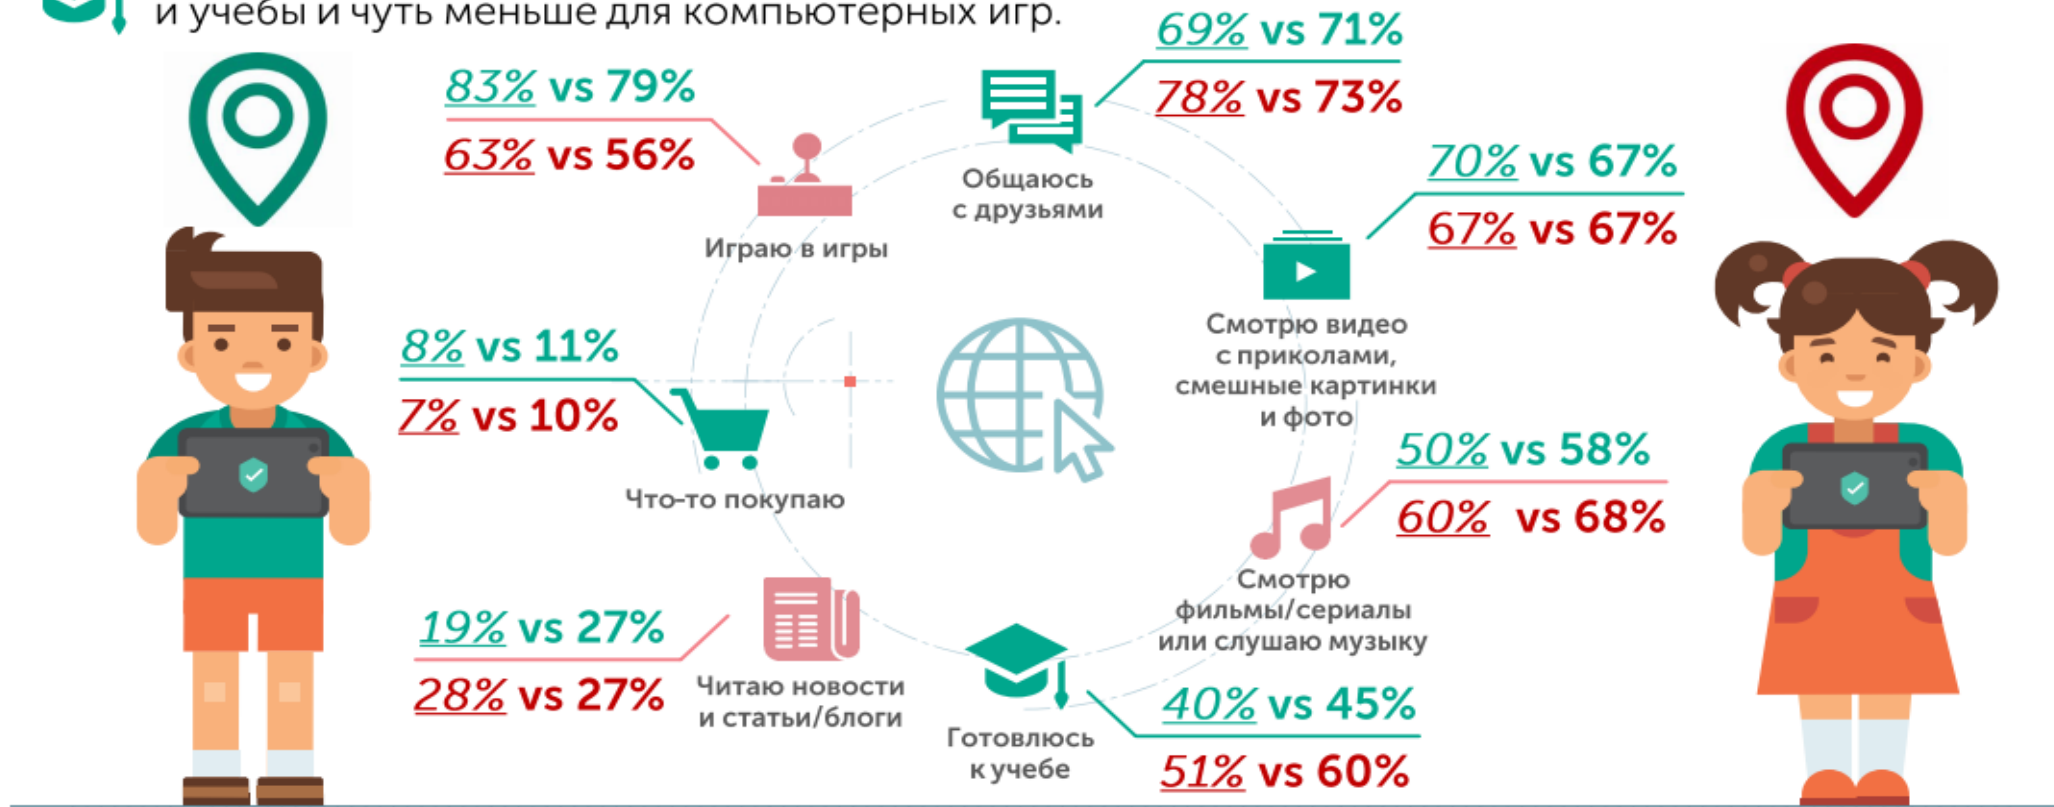 и учебы и чуть меньше для компьютерных игр.
83% vs 79%
63% vs 56%
Играю в игры
69% vs 71%
78% vs 73%
Общаюсь
с друзьями
70% vs 67%
67% vs 67%
Смотрю видео
с приколами,
смешные картинки
и фото
8% vs 11%
7% vs 10%
Что-то покупаю
50% vs 58%
60% vs 68%
Смотрю
фильмы/сериалы
или слушаю музыку
19% vs 27%
28% vs 27%
Читаю новости
и статьи/блоги
40% vs 45%
51% vs 60%
Готовлюсь
к учебе